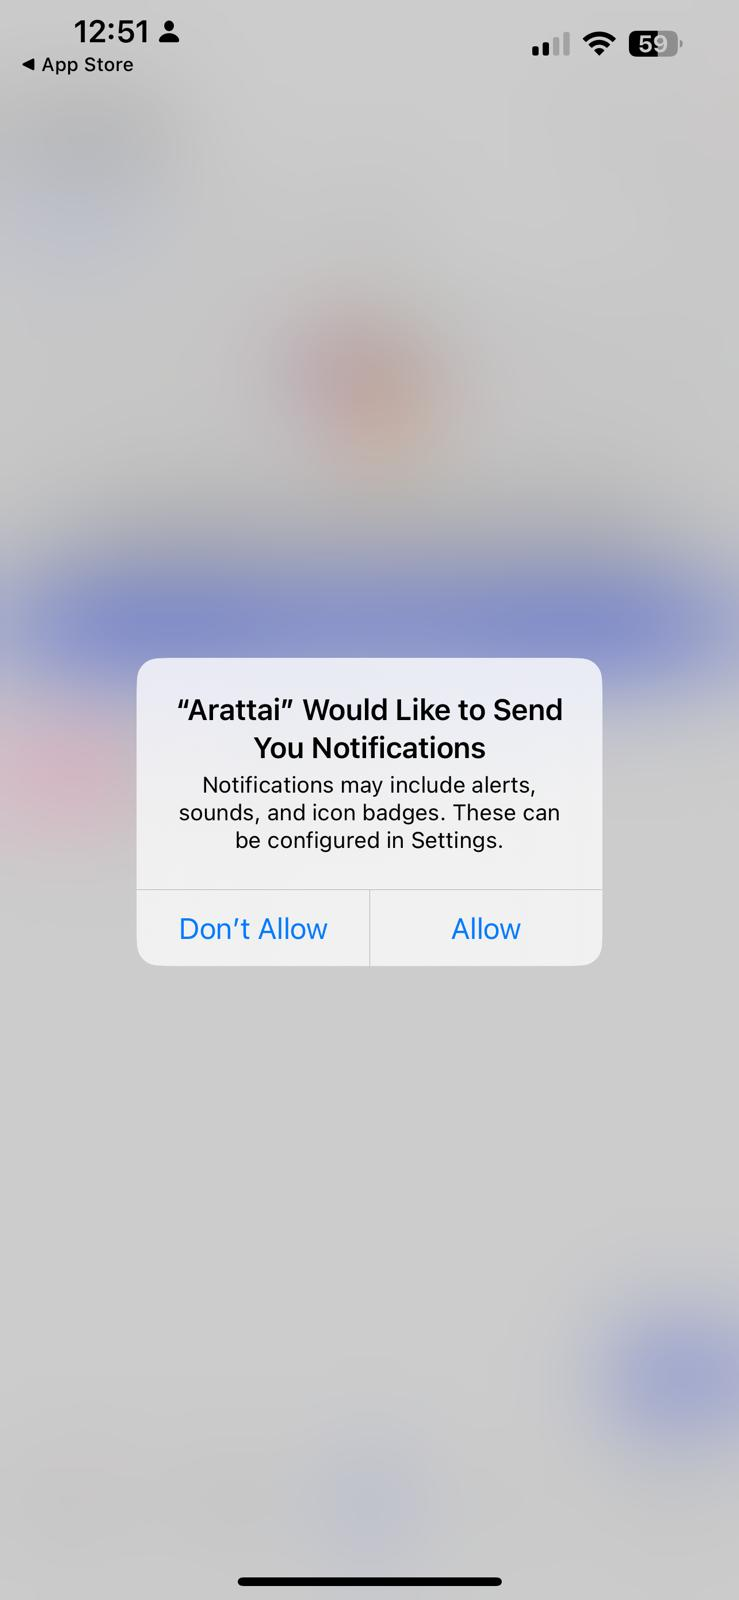 12:51
◀ App Store
59
“Arattai” Would Like to Send
You Notifications
Notifications may include alerts,
sounds, and icon badges. These can
be configured in Settings.
Don’t Allow
Allow